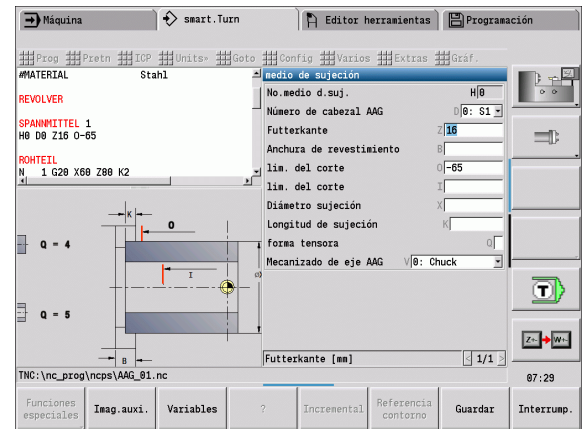 Máquina
smart.Turn
Editor herramientas
Programación
Prog Pretn ICP Units» Goto Config Varios Extras Gráf.
#MATERIAL Stahl
REVOLVER
SPANNMITTEL 1
H0 D0 Z16 O-65
ROHTEIL
N 1 G20 X60 Z80 K2
medio de sujeción
No.medio d.suj. H 0
Número de cabezal AAG D 0: S1
Futterkante Z 16
Anchura de revestimiento B
lim. del corte O -65
lim. del corte I
Diámetro sujeción X
Longitud de sujeción K
forma tensora Q
Mecanizado de eje AAG V 0: Chuck
Futterkante [mm] < 1/1 >
K
O
I
Q = 4
Q = 5
B
T
Z+- W+-
TNC:\nc_prog\ncps\AAG_01.nc
07:29
Funciones especiales
Imag.auxi.
Variables
?
Incremental
Referencia contorno
Guardar
Interrump.